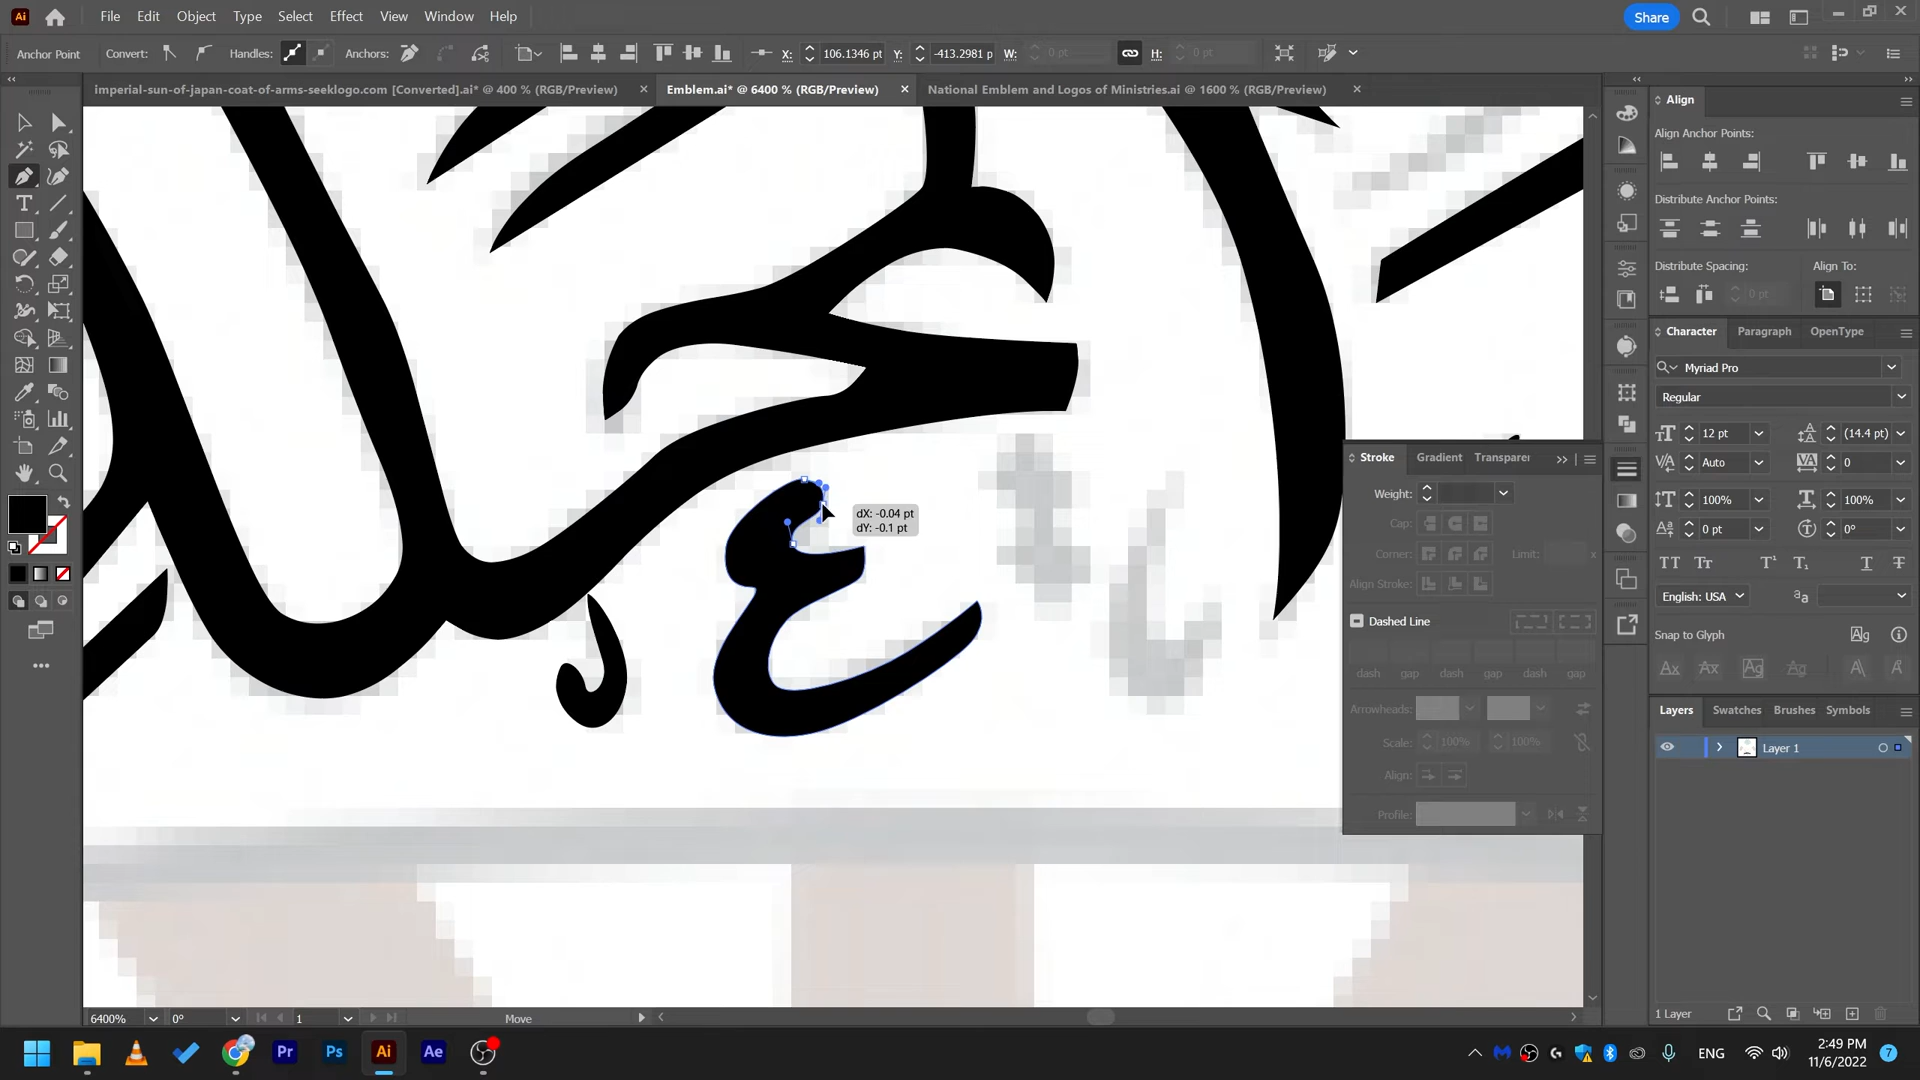 File Edit Object Type Select Effect View Window Help
Share
Anchor Point Convert: Handles: Anchors: X: 106.1346 pt Y: -413.2981 p W: 0 pt H: 0 pt
imperial-sun-of-japan-coat-of-arms-seeklogo.com [Converted].ai* @ 400 % (RGB/Preview)
Emblem.ai* @ 6400 % (RGB/Preview)
National Emblem and Logos of Ministries.ai @ 1600 % (RGB/Preview)
Align
Align Anchor Points:
Distribute Anchor Points:
Distribute Spacing: Align To:
0 pt
Character Paragraph OpenType
Myriad Pro
Regular
12 pt (14.4 pt)
Auto 0
100% 100%
0 pt 0°
English: USA
Snap to Glyph
Stroke Gradient Transparen
Weight:
Cap:
Corner: Limit: x
Align Stroke:
Dashed Line
dash gap dash gap dash gap
Arrowheads:
Scale: 100% 100%
Align:
Profile:
dX: -0.04 pt
dY: -0.1 pt
ع
Layers Swatches Brushes Symbols
Layer 1
1 Layer
6400% 0° 1 Move
ENG
2:49 PM
11/6/2022
7